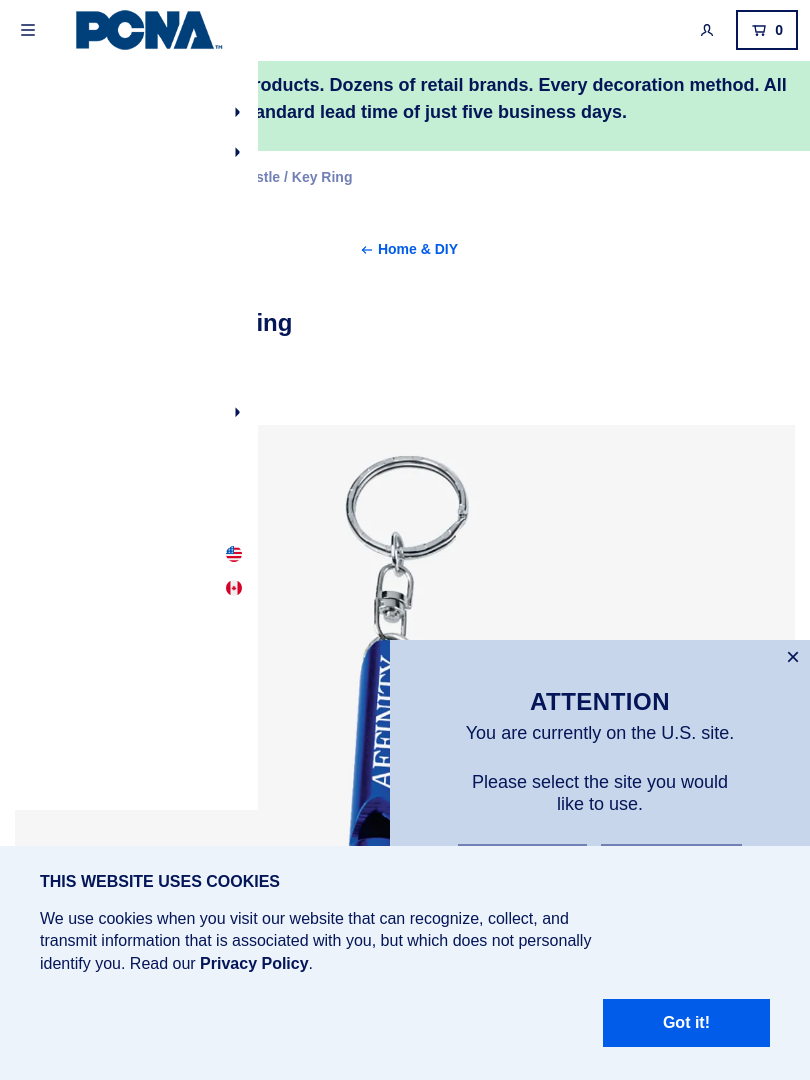 PCNA™
0
roducts. Dozens of retail brands. Every decoration method. All
andard lead time of just five business days.
stle / Key Ring
← Home & DIY
ing
AFFINITY
ATTENTION
You are currently on the U.S. site.
Please select the site you would
like to use.
THIS WEBSITE USES COOKIES
We use cookies when you visit our website that can recognize, collect, and
transmit information that is associated with you, but which does not personally
identify you. Read our Privacy Policy.
Got it!